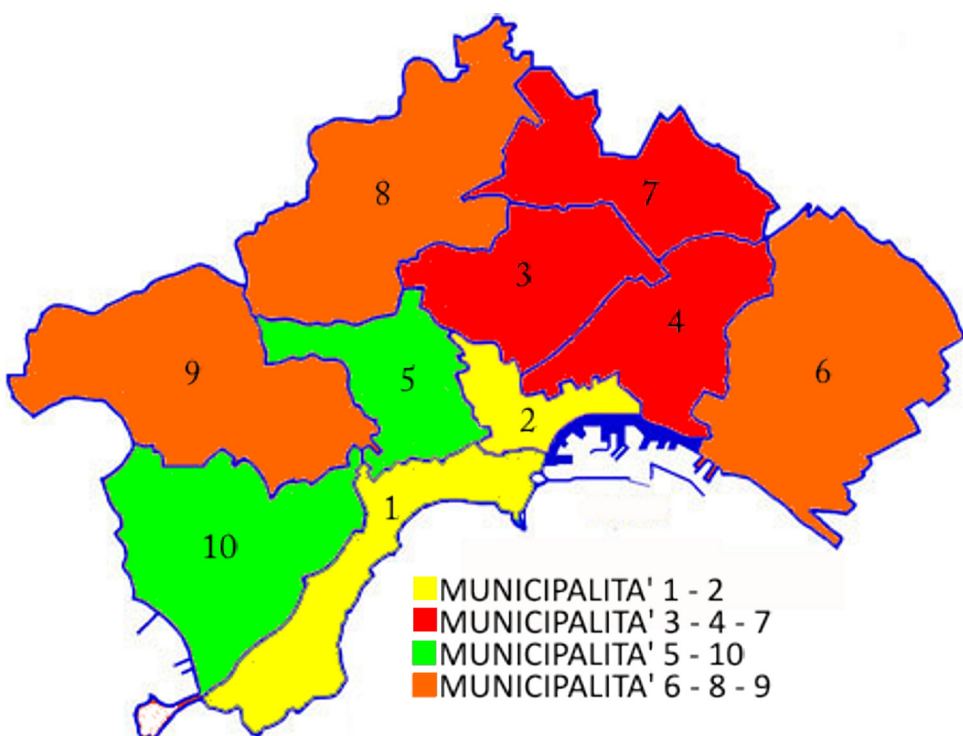 8
7
3
4
9
5
6
2
1
10
MUNICIPALITA' 1 - 2
MUNICIPALITA' 3 - 4 - 7
MUNICIPALITA' 5 - 10
MUNICIPALITA' 6 - 8 - 9